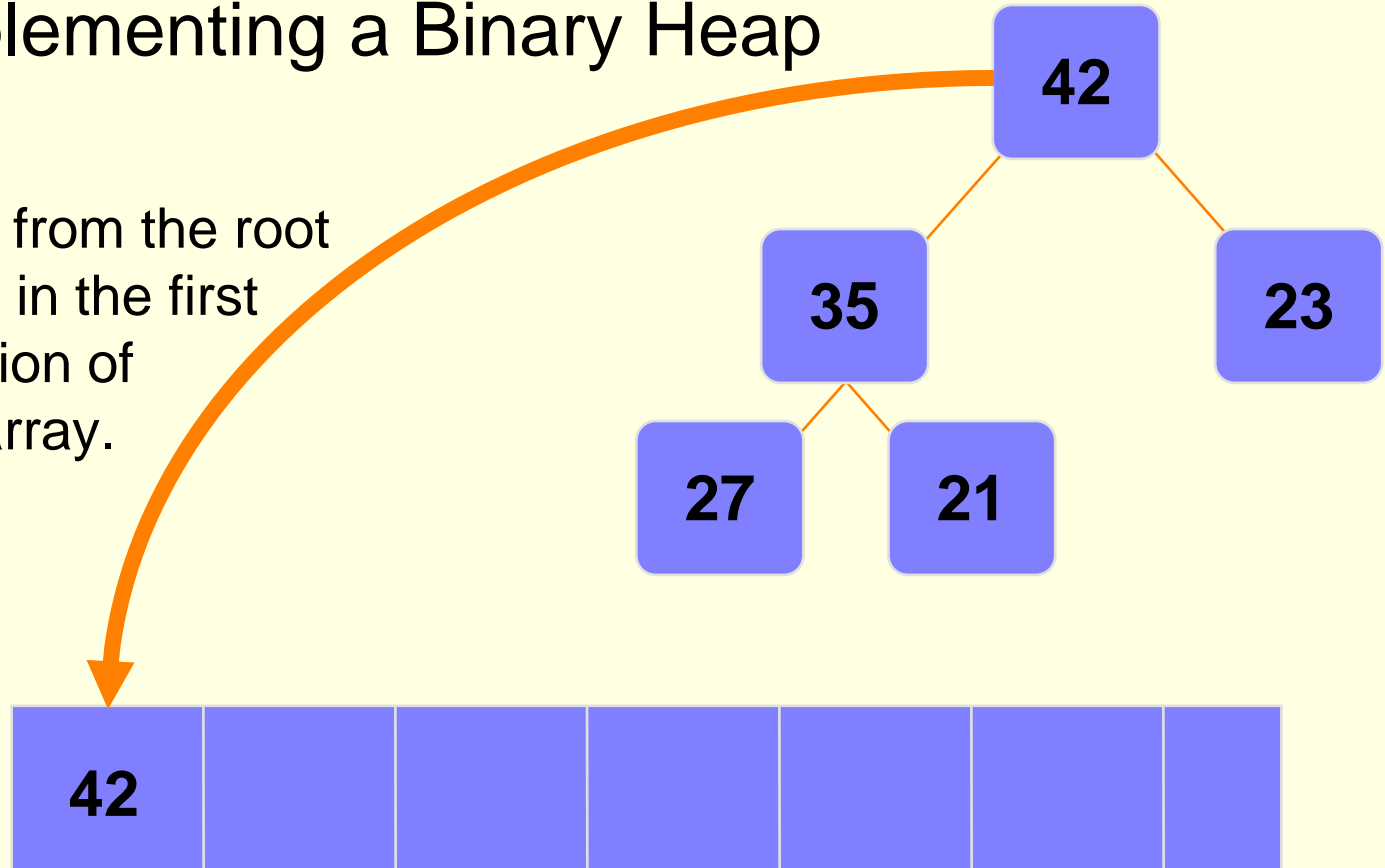 lementing a Binary Heap
42
from the root
in the first
ion of
rray.
35
23
27
21
42